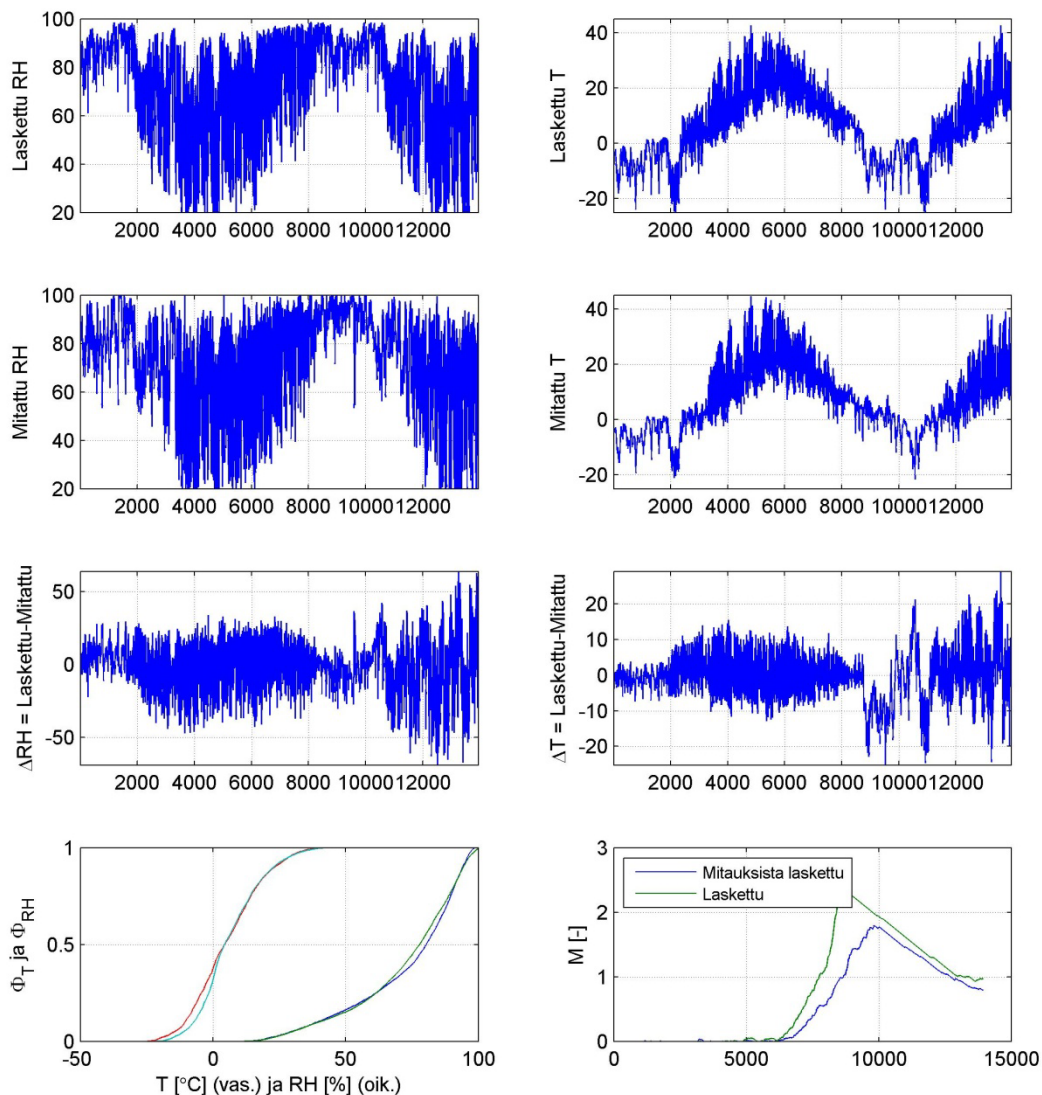 100
80
60
40
20
Laskettu RH
2000 4000 6000 8000 10000 12000
40
20
0
-20
Laskettu T
2000 4000 6000 8000 10000 12000
100
80
60
40
20
Mitattu RH
2000 4000 6000 8000 10000 12000
40
20
0
-20
Mitattu T
2000 4000 6000 8000 10000 12000
50
0
-50
ΔRH = Laskettu-Mitattu
2000 4000 6000 8000 10000 12000
20
10
0
-10
-20
ΔT = Laskettu-Mitattu
2000 4000 6000 8000 10000 12000
1
0.5
0
Φ_T ja Φ_RH
-50 0 50 100
T [°C] (vas.) ja RH [%] (oik.)
3
2
1
0
M [-]
Mitauksista laskettu
Laskettu
0 5000 10000 15000